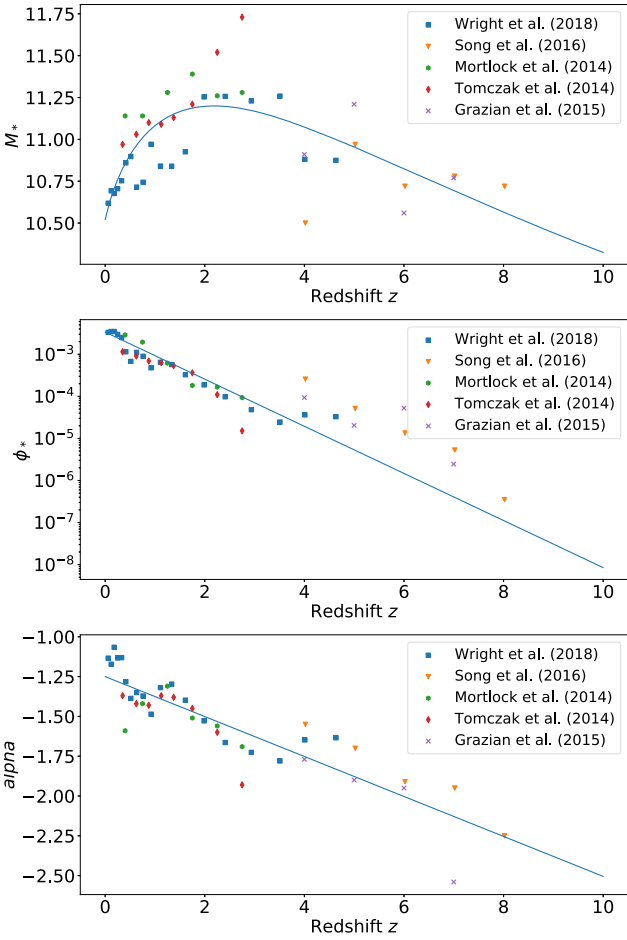 11.75
11.50
11.25
11.00
10.75
10.50
M*
0 2 4 6 8 10
Redshift z
Wright et al. (2018)
Song et al. (2016)
Mortlock et al. (2014)
Tomczak et al. (2014)
Grazian et al. (2015)
10⁻³
10⁻⁴
10⁻⁵
10⁻⁶
10⁻⁷
10⁻⁸
ϕ*
0 2 4 6 8 10
Redshift z
Wright et al. (2018)
Song et al. (2016)
Mortlock et al. (2014)
Tomczak et al. (2014)
Grazian et al. (2015)
−1.00
−1.25
−1.50
−1.75
−2.00
−2.25
−2.50
alpha
0 2 4 6 8 10
Redshift z
Wright et al. (2018)
Song et al. (2016)
Mortlock et al. (2014)
Tomczak et al. (2014)
Grazian et al. (2015)